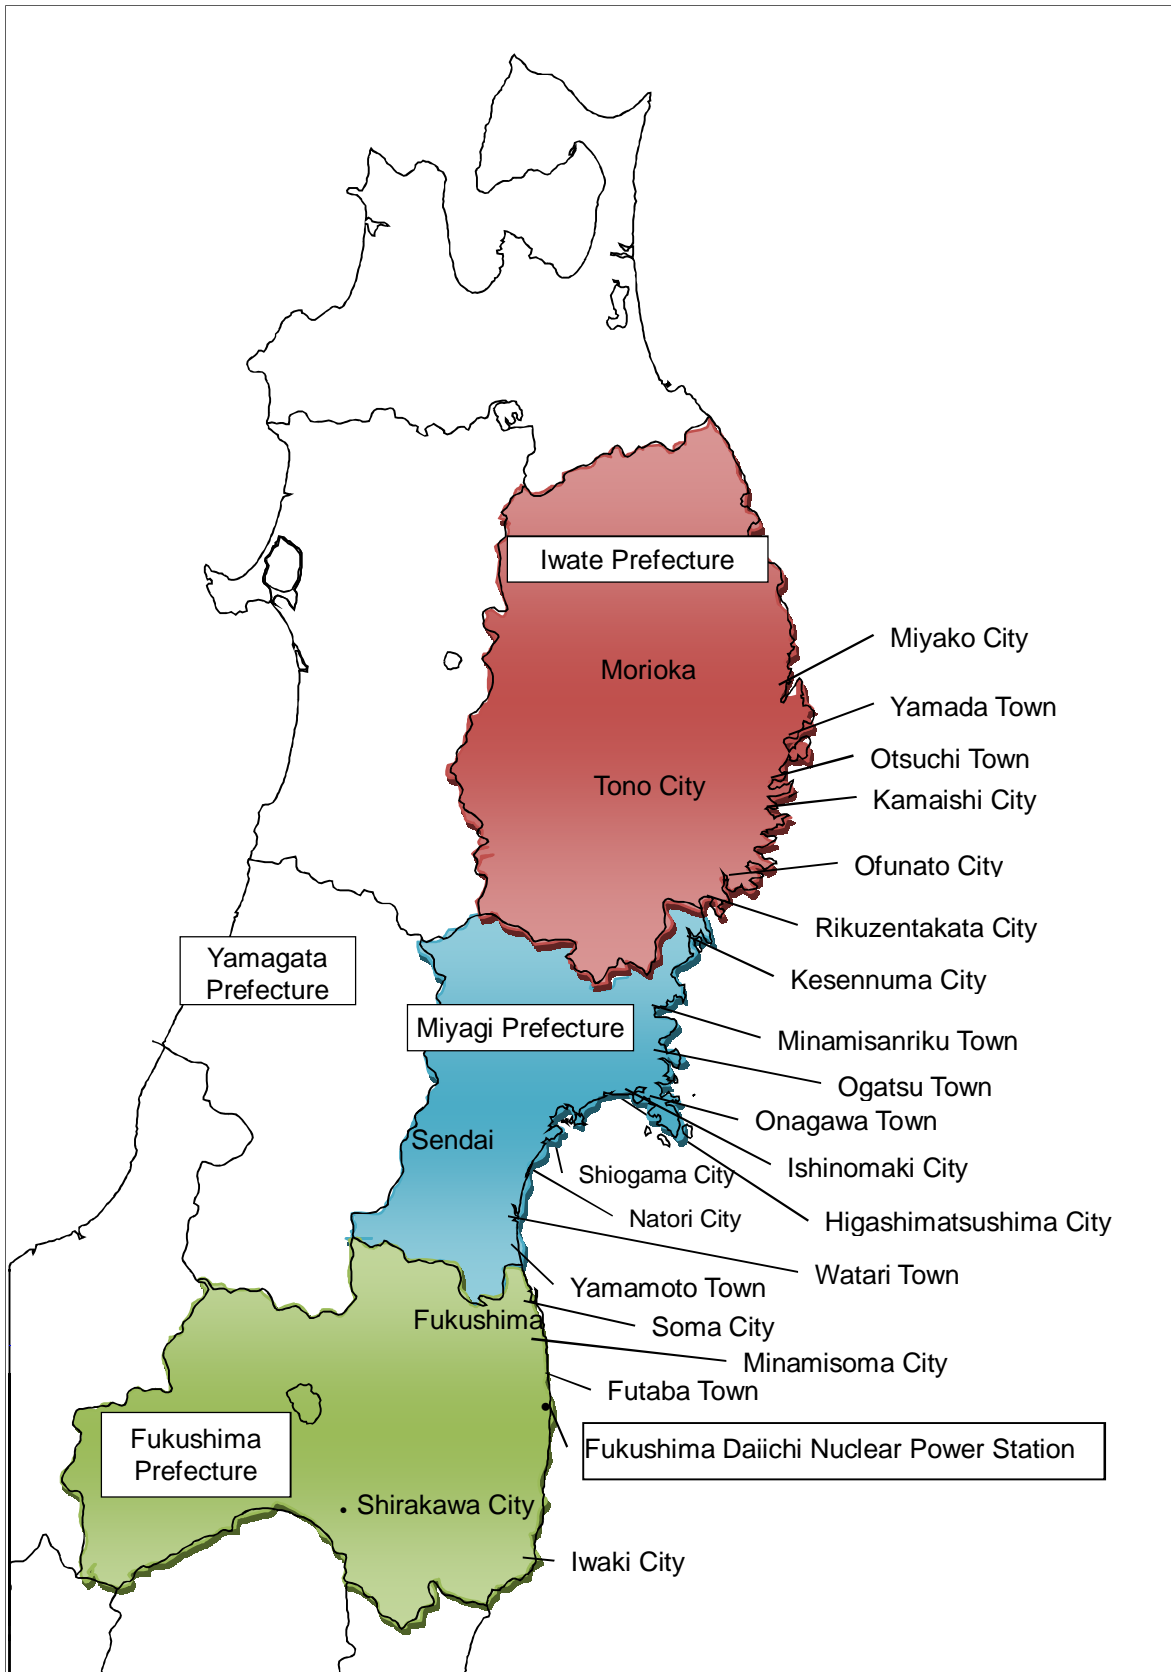 Iwate Prefecture
Miyako City
Morioka
Yamada Town
Otsuchi Town
Tono City
Kamaishi City
Ofunato City
Rikuzentakata City
Yamagata
Prefecture
Kesennuma City
Miyagi Prefecture
Minamisanriku Town
Ogatsu Town
Onagawa Town
Sendai
Ishinomaki City
Shiogama City
Natori City
Higashimatsushima City
Watari Town
Yamamoto Town
Fukushima
Soma City
Minamisoma City
Futaba Town
Fukushima
Prefecture
Fukushima Daiichi Nuclear Power Station
Shirakawa City
Iwaki City